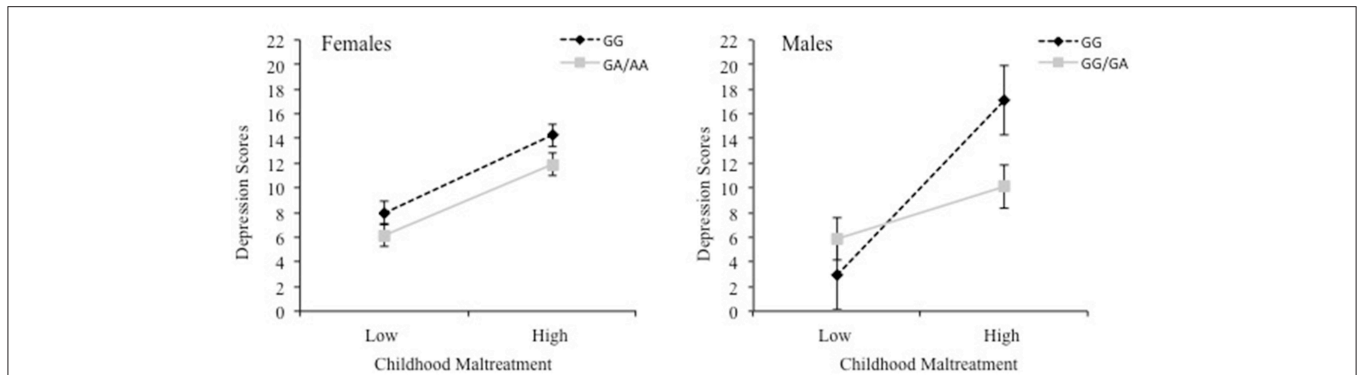 Females
GG
GA/AA
22
20
18
16
14
12
10
8
6
4
2
0
Depression Scores
Low
High
Childhood Maltreatment
Males
GG
GG/GA
22
20
18
16
14
12
10
8
6
4
2
0
Depression Scores
Low
High
Childhood Maltreatment